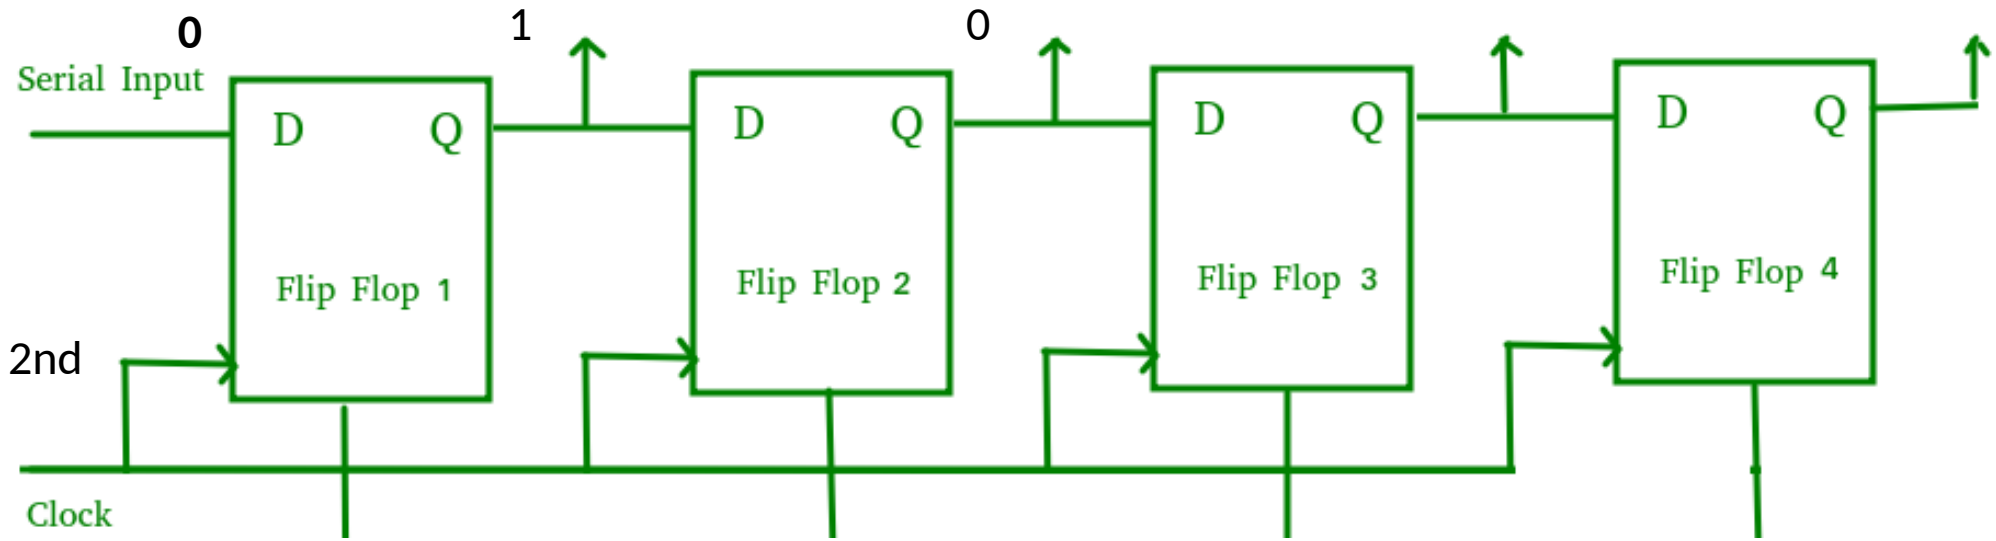 0 1 0
Serial Input
D Q D Q D Q D Q
Flip Flop 1 Flip Flop 2 Flip Flop 3 Flip Flop 4
2nd
Clock